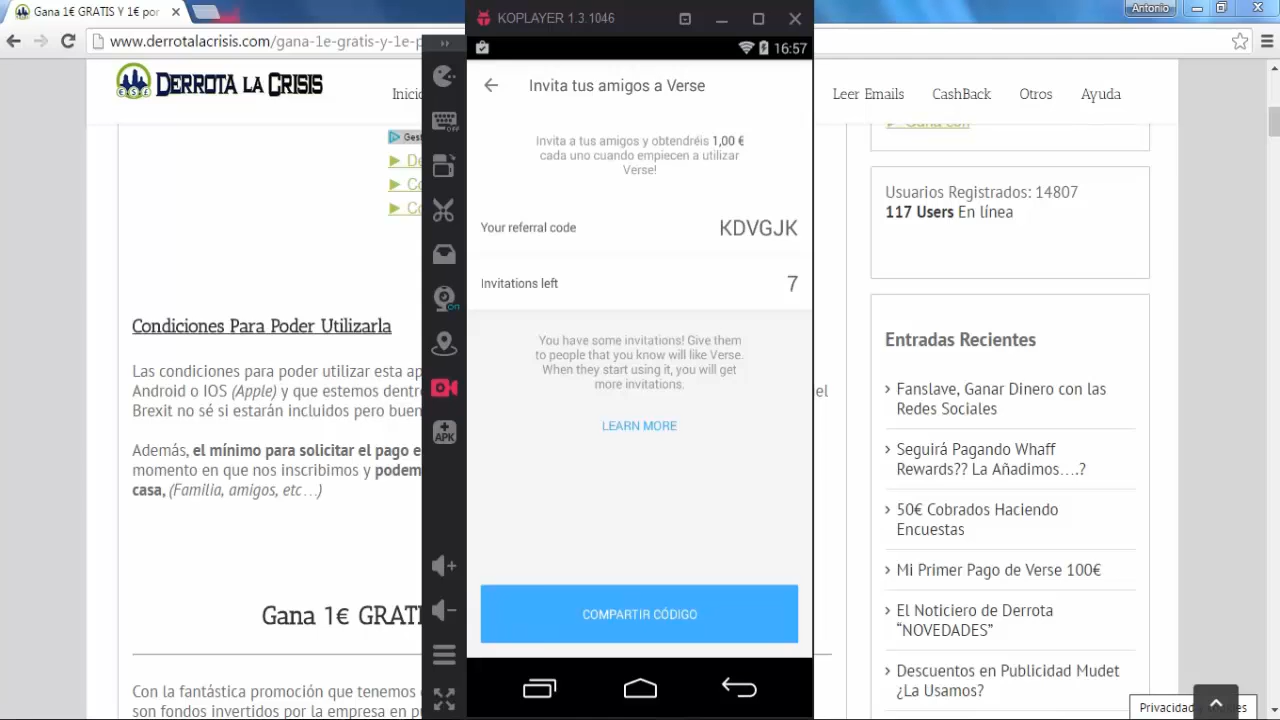 Gana 1€ GRATIS Y 1€ por
Antonio
www.derrotalacrisis.com/gana-1e-gratis-y-1e-p
DERROTA LA CRISIS
ESE
Inicio
Leer Emails
CashBack
Otros
Ayuda
KOPLAYER 1.3.1046
16:57
Invita tus amigos a Verse
Invita a tus amigos y obtendréis 1,00 €
cada uno cuando empiecen a utilizar
Verse!
Your referral code
KDVGJK
Invitations left
7
You have some invitations! Give them
to people that you know will like Verse.
When they start using it, you will get
more invitations.
LEARN MORE
COMPARTIR CÓDIGO
OFF
on
APK
Gest
Condiciones Para Poder Utilizarla
Las condiciones para poder utilizar esta ap
Android o IOS (Apple) y que estemos dentr
el
Brexit no sé si estarán incluidos pero buen
Además, el mínimo para solicitar el pago e
momento en que nos inscribimos y podem
casa, (Familia, amigos, etc…)
Gana 1€ GRATI
Con la fantástica promoción que tenemos
son fondos invertidos por la empresa en p
Usuarios Registrados: 14807
117 Users En línea
Entradas Recientes
Fanslave, Ganar Dinero con las
Redes Sociales
Seguirá Pagando Whaff
Rewards?? La Añadimos….?
50€ Cobrados Haciendo
Encuestas
Mi Primer Pago de Verse 100€
El Noticiero de Derrota
“NOVEDADES”
Descuentos en Publicidad Mudet
¿La Usamos?
Privacidad
es